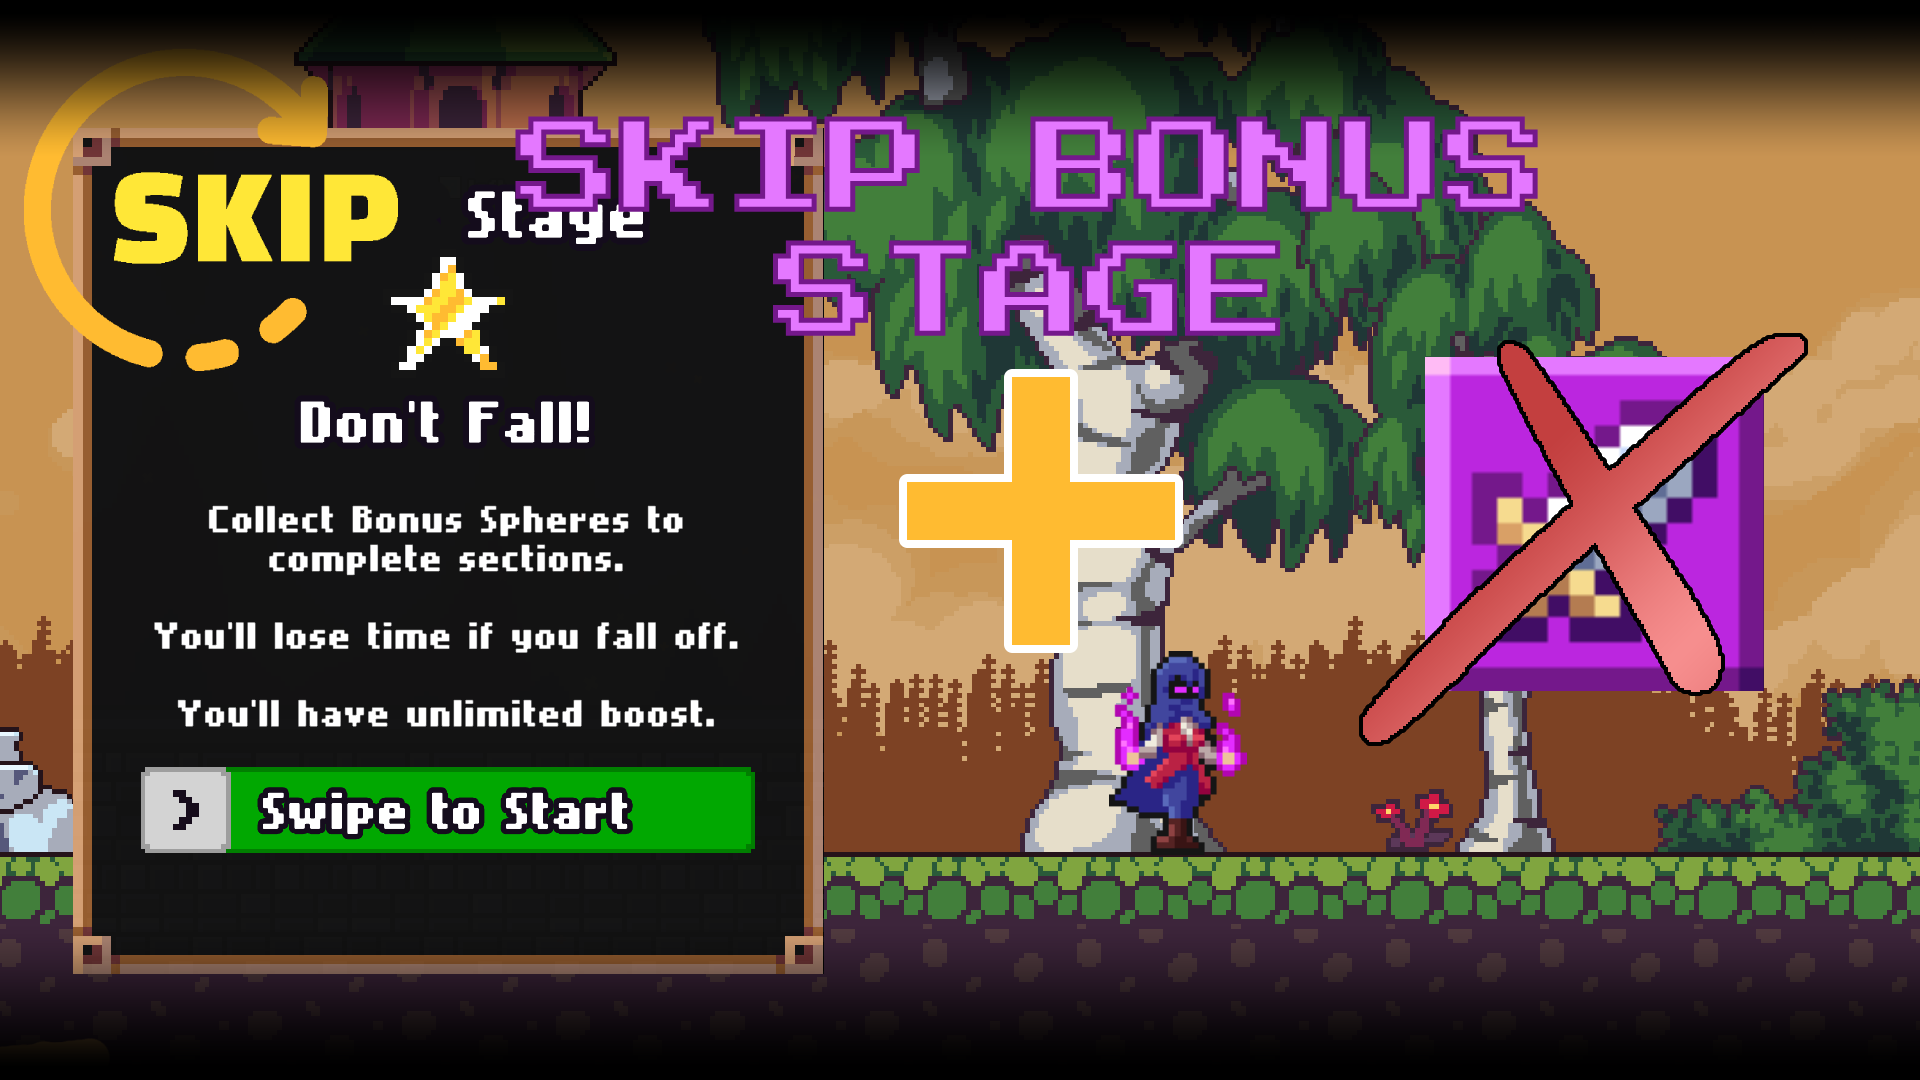 SKIP BONUS
STAGE
SKIP
Stage
Don't Fall!
Collect Bonus Spheres to
complete sections.
You'll lose time if you fall off.
You'll have unlimited boost.
Swipe to Start